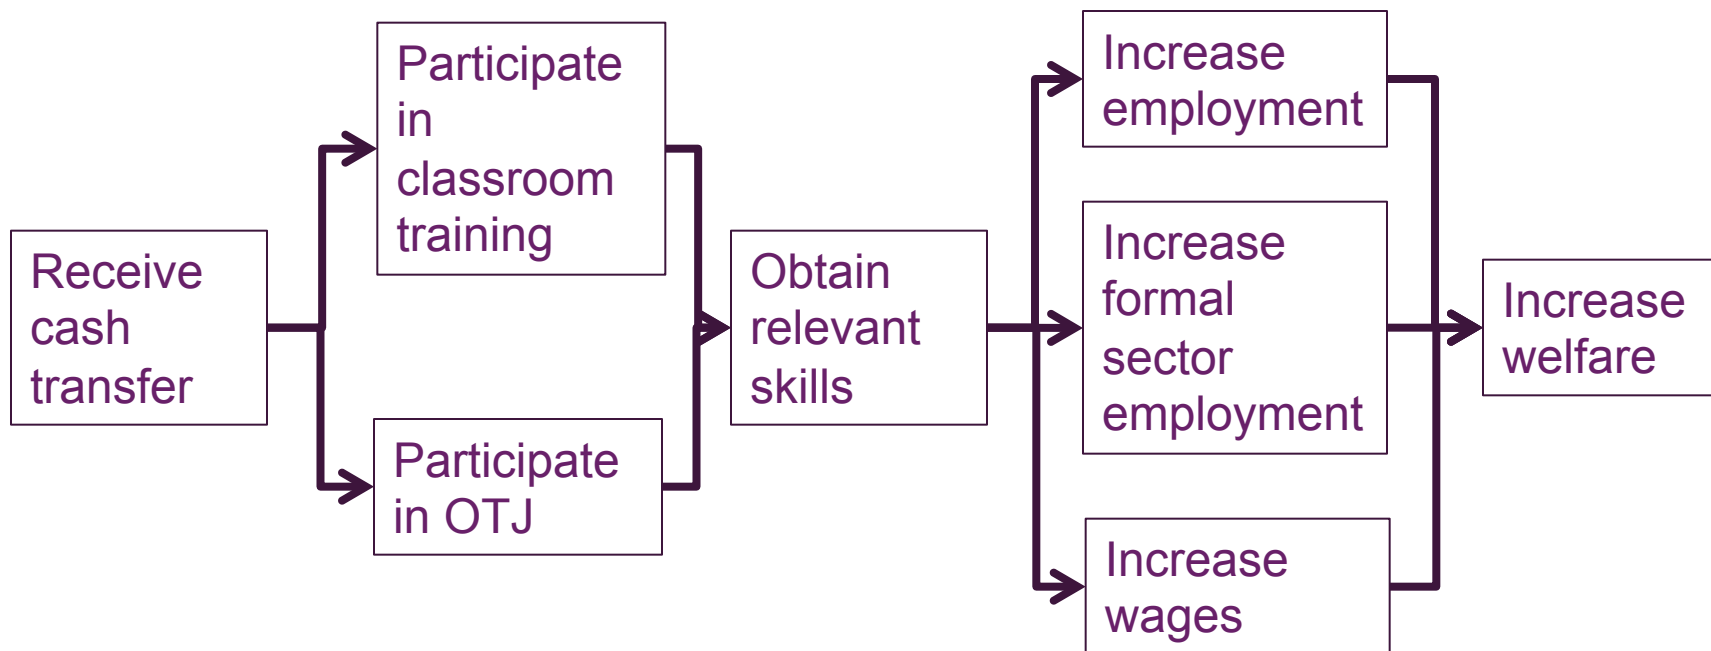 Receive
cash
transfer
Participate
in
classroom
training
Participate
in OTJ
Obtain
relevant
skills
Increase
employment
Increase
formal
sector
employment
Increase
wages
Increase
welfare